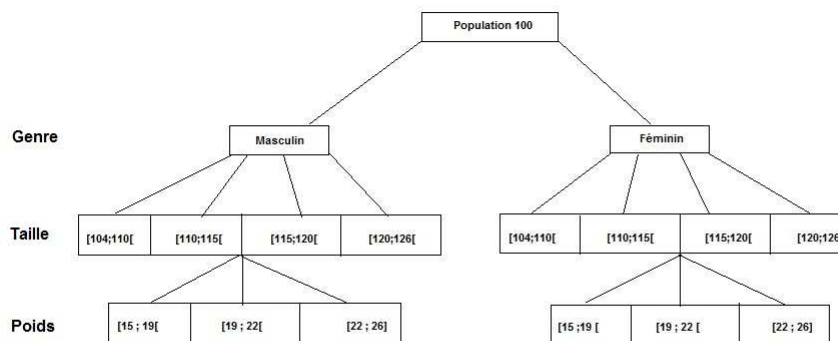 Population 100
Genre
Masculin
Féminin
Taille
[104;110[ [110;115[ [115;120[ [120;126[
[104;110[ [110;115[ [115;120[ [120;126
Poids
[15 ; 19[ [19 ; 22[ [22 ; 26]
[15 ;19 [ [19 ; 22 [ [22 ; 26]